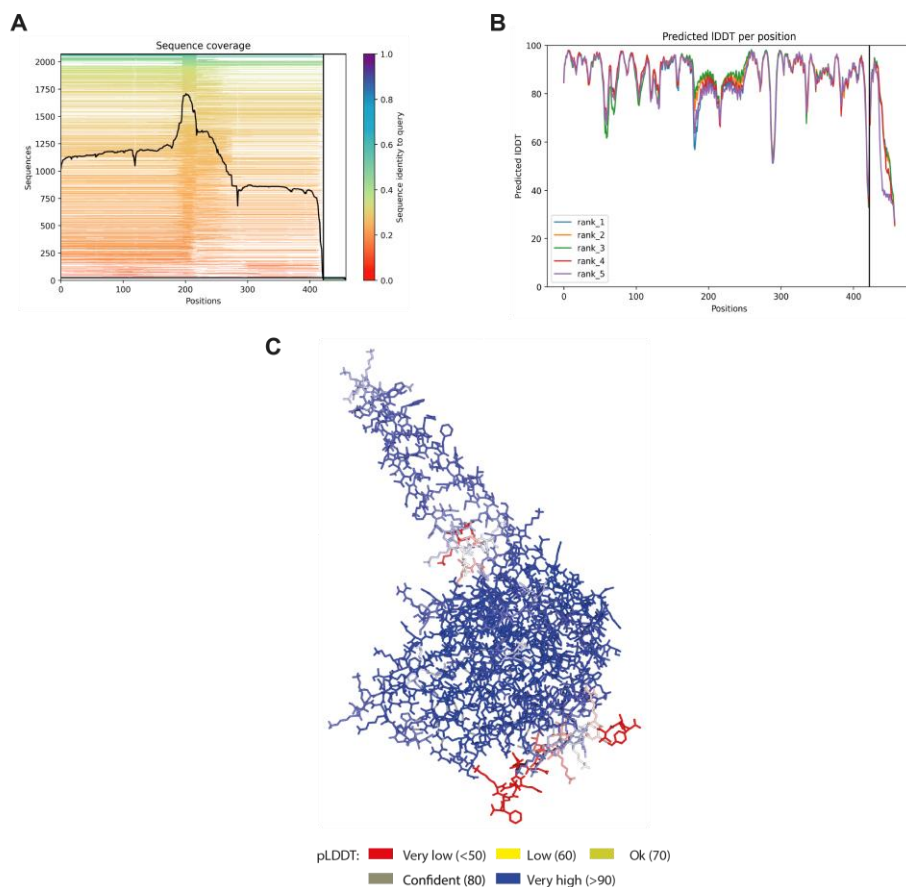 A
Sequence coverage
2000
1750
1500
1250
1000
750
500
250
0
Sequences
0 100 200 300 400
Positions
1.0
0.8
0.6
0.4
0.2
0.0
Sequence identity to query
B
Predicted lDDT per position
100
80
60
40
20
0
Predicted lDDT
rank_1
rank_2
rank_3
rank_4
rank_5
0 100 200 300 400
Positions
C
pLDDT: Very low (<50) Low (60) Ok (70)
Confident (80) Very high (>90)